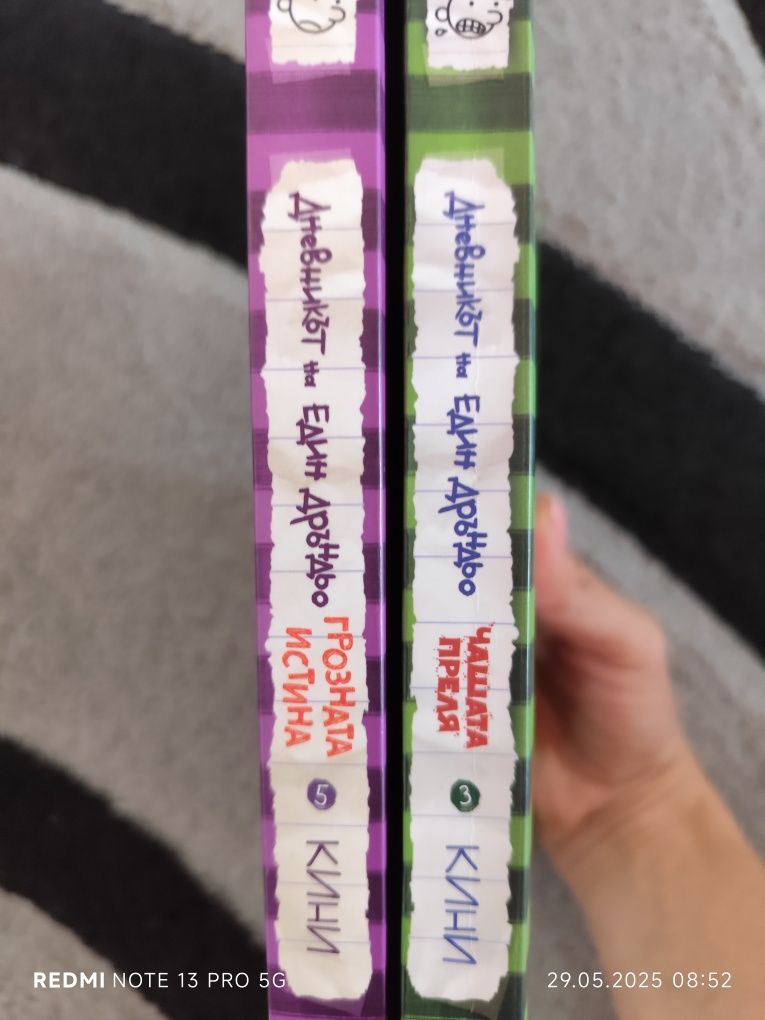 Дневникът на Един Дръндьо
ГРОЗНАТА
ИСТИНА
5
КИНИ
Дневникът на Един Дръндьо
ЧАШАТА
ПРЕЛЯ
3
КИНИ
REDMI NOTE 13 PRO 5G
29.05.2025 08:52